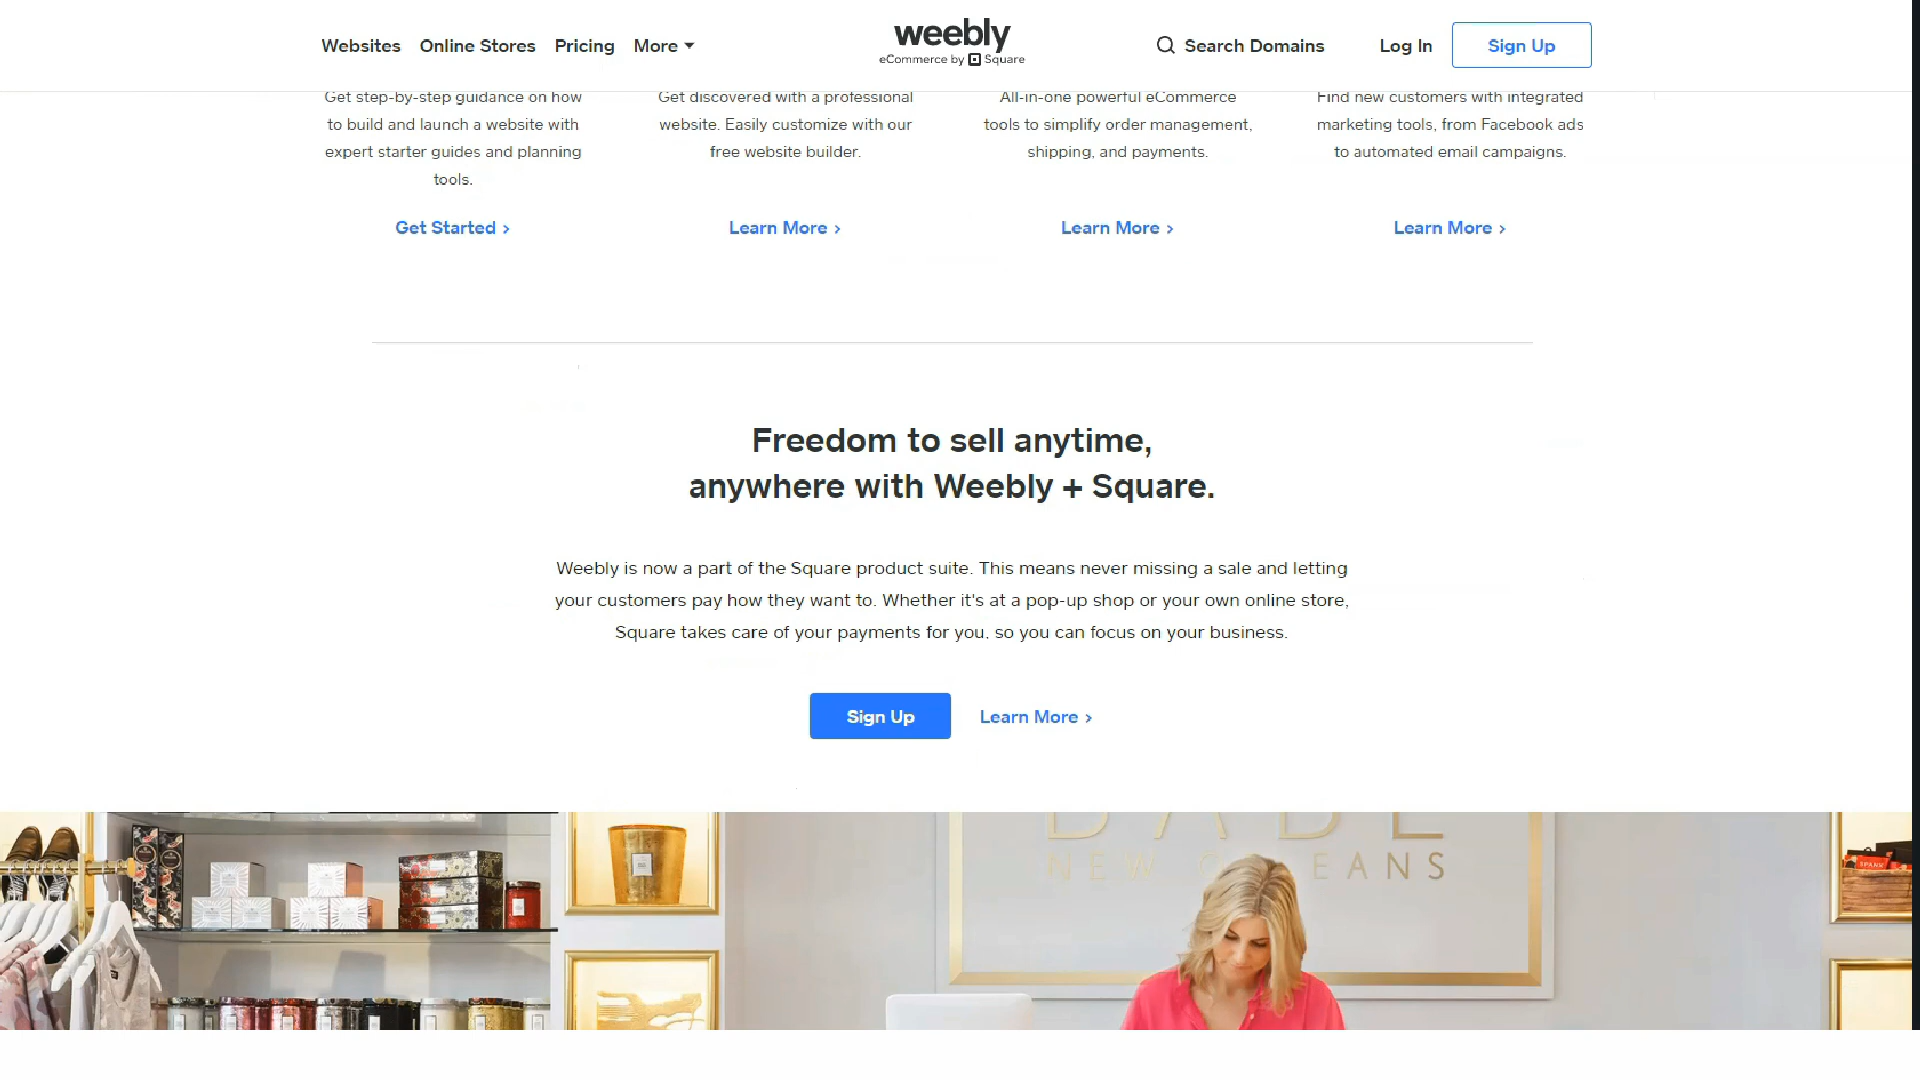 Websites Online Stores Pricing More
weebly
eCommerce by Square
Search Domains Log In Sign Up
Get step-by-step guidance on how
to build and launch a website with
expert starter guides and planning
tools.
Get Started >
Get discovered with a professional
website. Easily customize with our
free website builder.
Learn More >
All-in-one powerful eCommerce
tools to simplify order management,
shipping, and payments.
Learn More >
Find new customers with integrated
marketing tools, from Facebook ads
to automated email campaigns.
Learn More >
Freedom to sell anytime,
anywhere with Weebly + Square.
Weebly is now a part of the Square product suite. This means never missing a sale and letting
your customers pay how they want to. Whether it's at a pop-up shop or your own online store,
Square takes care of your payments for you, so you can focus on your business.
Sign Up Learn More >
NEW